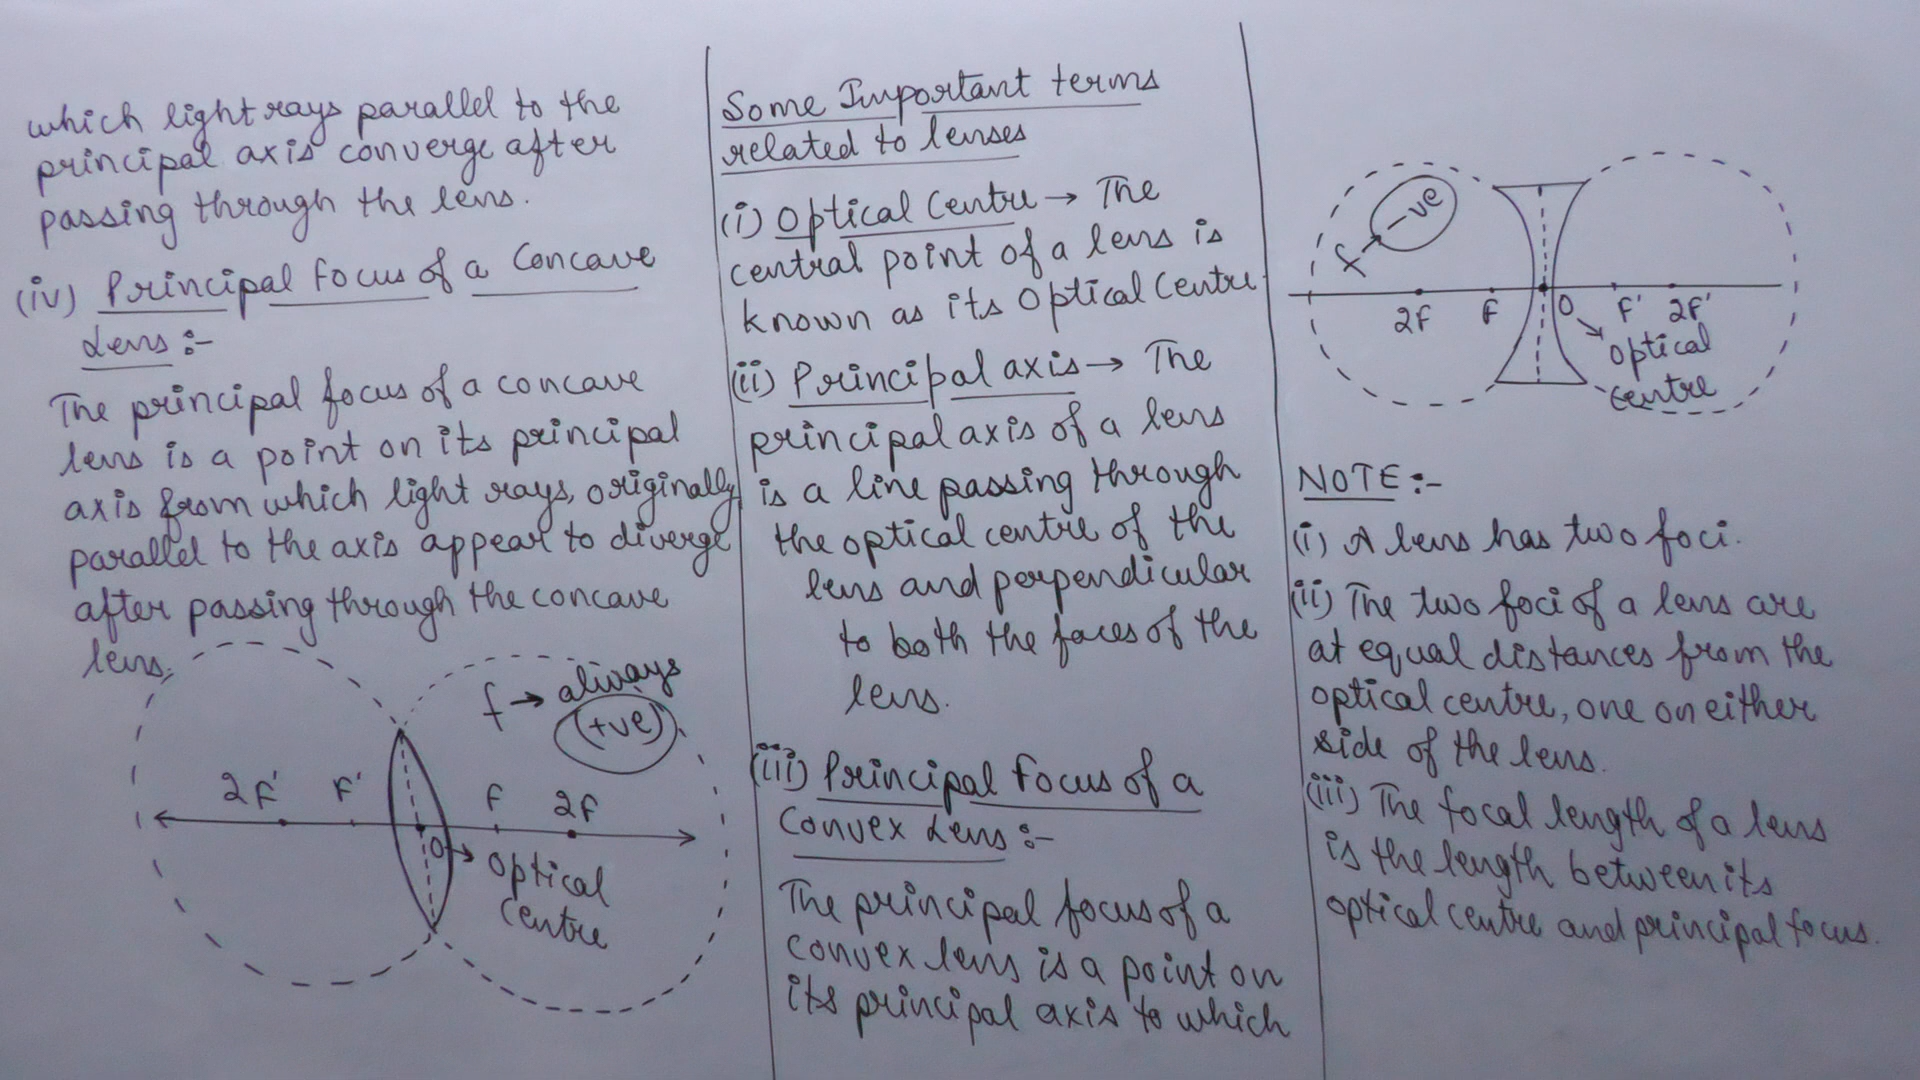 which light rays parallel to the
principal axis converge after
passing through the lens.
(iv) Principal Focus of a Concave
Lens :-
The principal focus of a concave
lens is a point on its principal
axis from which light rays, originally
parallel to the axis appear to diverge
after passing through the concave
lens.
f → always
(+ve)
2F' F' F 2F
O → Optical
Centre
Some Important terms
related to lenses
(i) Optical Centre → The
central point of a lens is
known as its Optical Centre
(ii) Principal axis → The
principal axis of a lens
is a line passing through
the optical centre of the
lens and perpendicular
to both the faces of the
lens.
(iii) Principal Focus of a
Convex Lens :-
The principal focus of a
convex lens is a point on
its principal axis to which
f → -ve
2F F O F' 2F'
Optical
Centre
NOTE :-
(i) A lens has two foci.
(ii) The two foci of a lens are
at equal distances from the
optical centre, one on either
side of the lens.
(iii) The focal length of a lens
is the length between its
optical centre and principal focus.